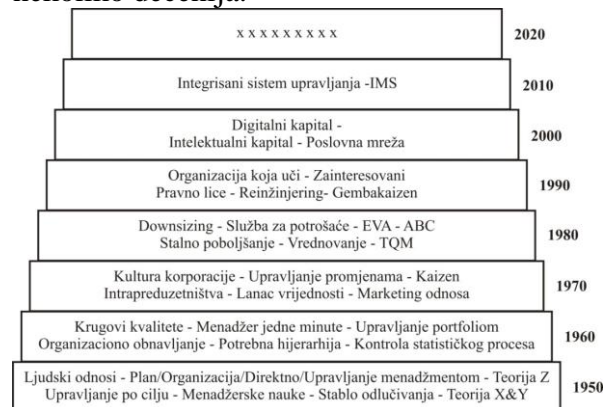 x x x x x x x x x
2020
Integrisani sistem upravljanja -IMS
2010
Digitalni kapital -
Intelektualni kapital - Poslovna mreža
2000
Organizacija koja uči - Zainteresovani
Pravno lice - Reinžinjering- Gembakaizen
1990
Downsizing - Služba za potrošaće - EVA - ABC
Stalno poboljšanje - Vrednovanje - TQM
1980
Kultura korporacije - Upravljanje promjenama - Kaizen
Intrapreduzetništva - Lanac vrijednosti - Marketing odnosa
1970
Krugovi kvalitete - Menadžer jedne minute - Upravljanje portfoliom
Organizaciono obnavljanje - Potrebna hijerarhija - Kontrola statističkog procesa
1960
Ljudski odnosi - Plan/Organizacija/Direktno/Upravljanje menadžmentom - Teorija Z
Upravljanje po cilju - Menadžerske nauke - Stablo odlučivanja - Teorija X&Y
1950